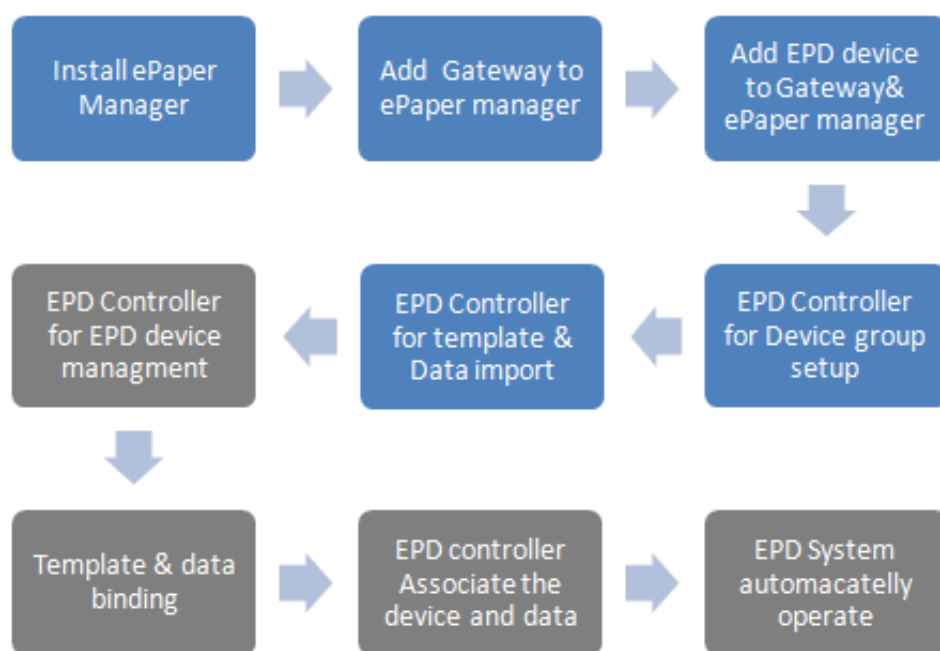 Install ePaper
Manager
Add Gateway to
ePaper manager
Add EPD device
to Gateway&
ePaper manager
EPD Controller
for Device group
setup
EPD Controller
for template &
Data import
EPD Controller
for EPD device
managment
Template & data
binding
EPD controller
Associate the
device and data
EPD System
automacatelly
operate